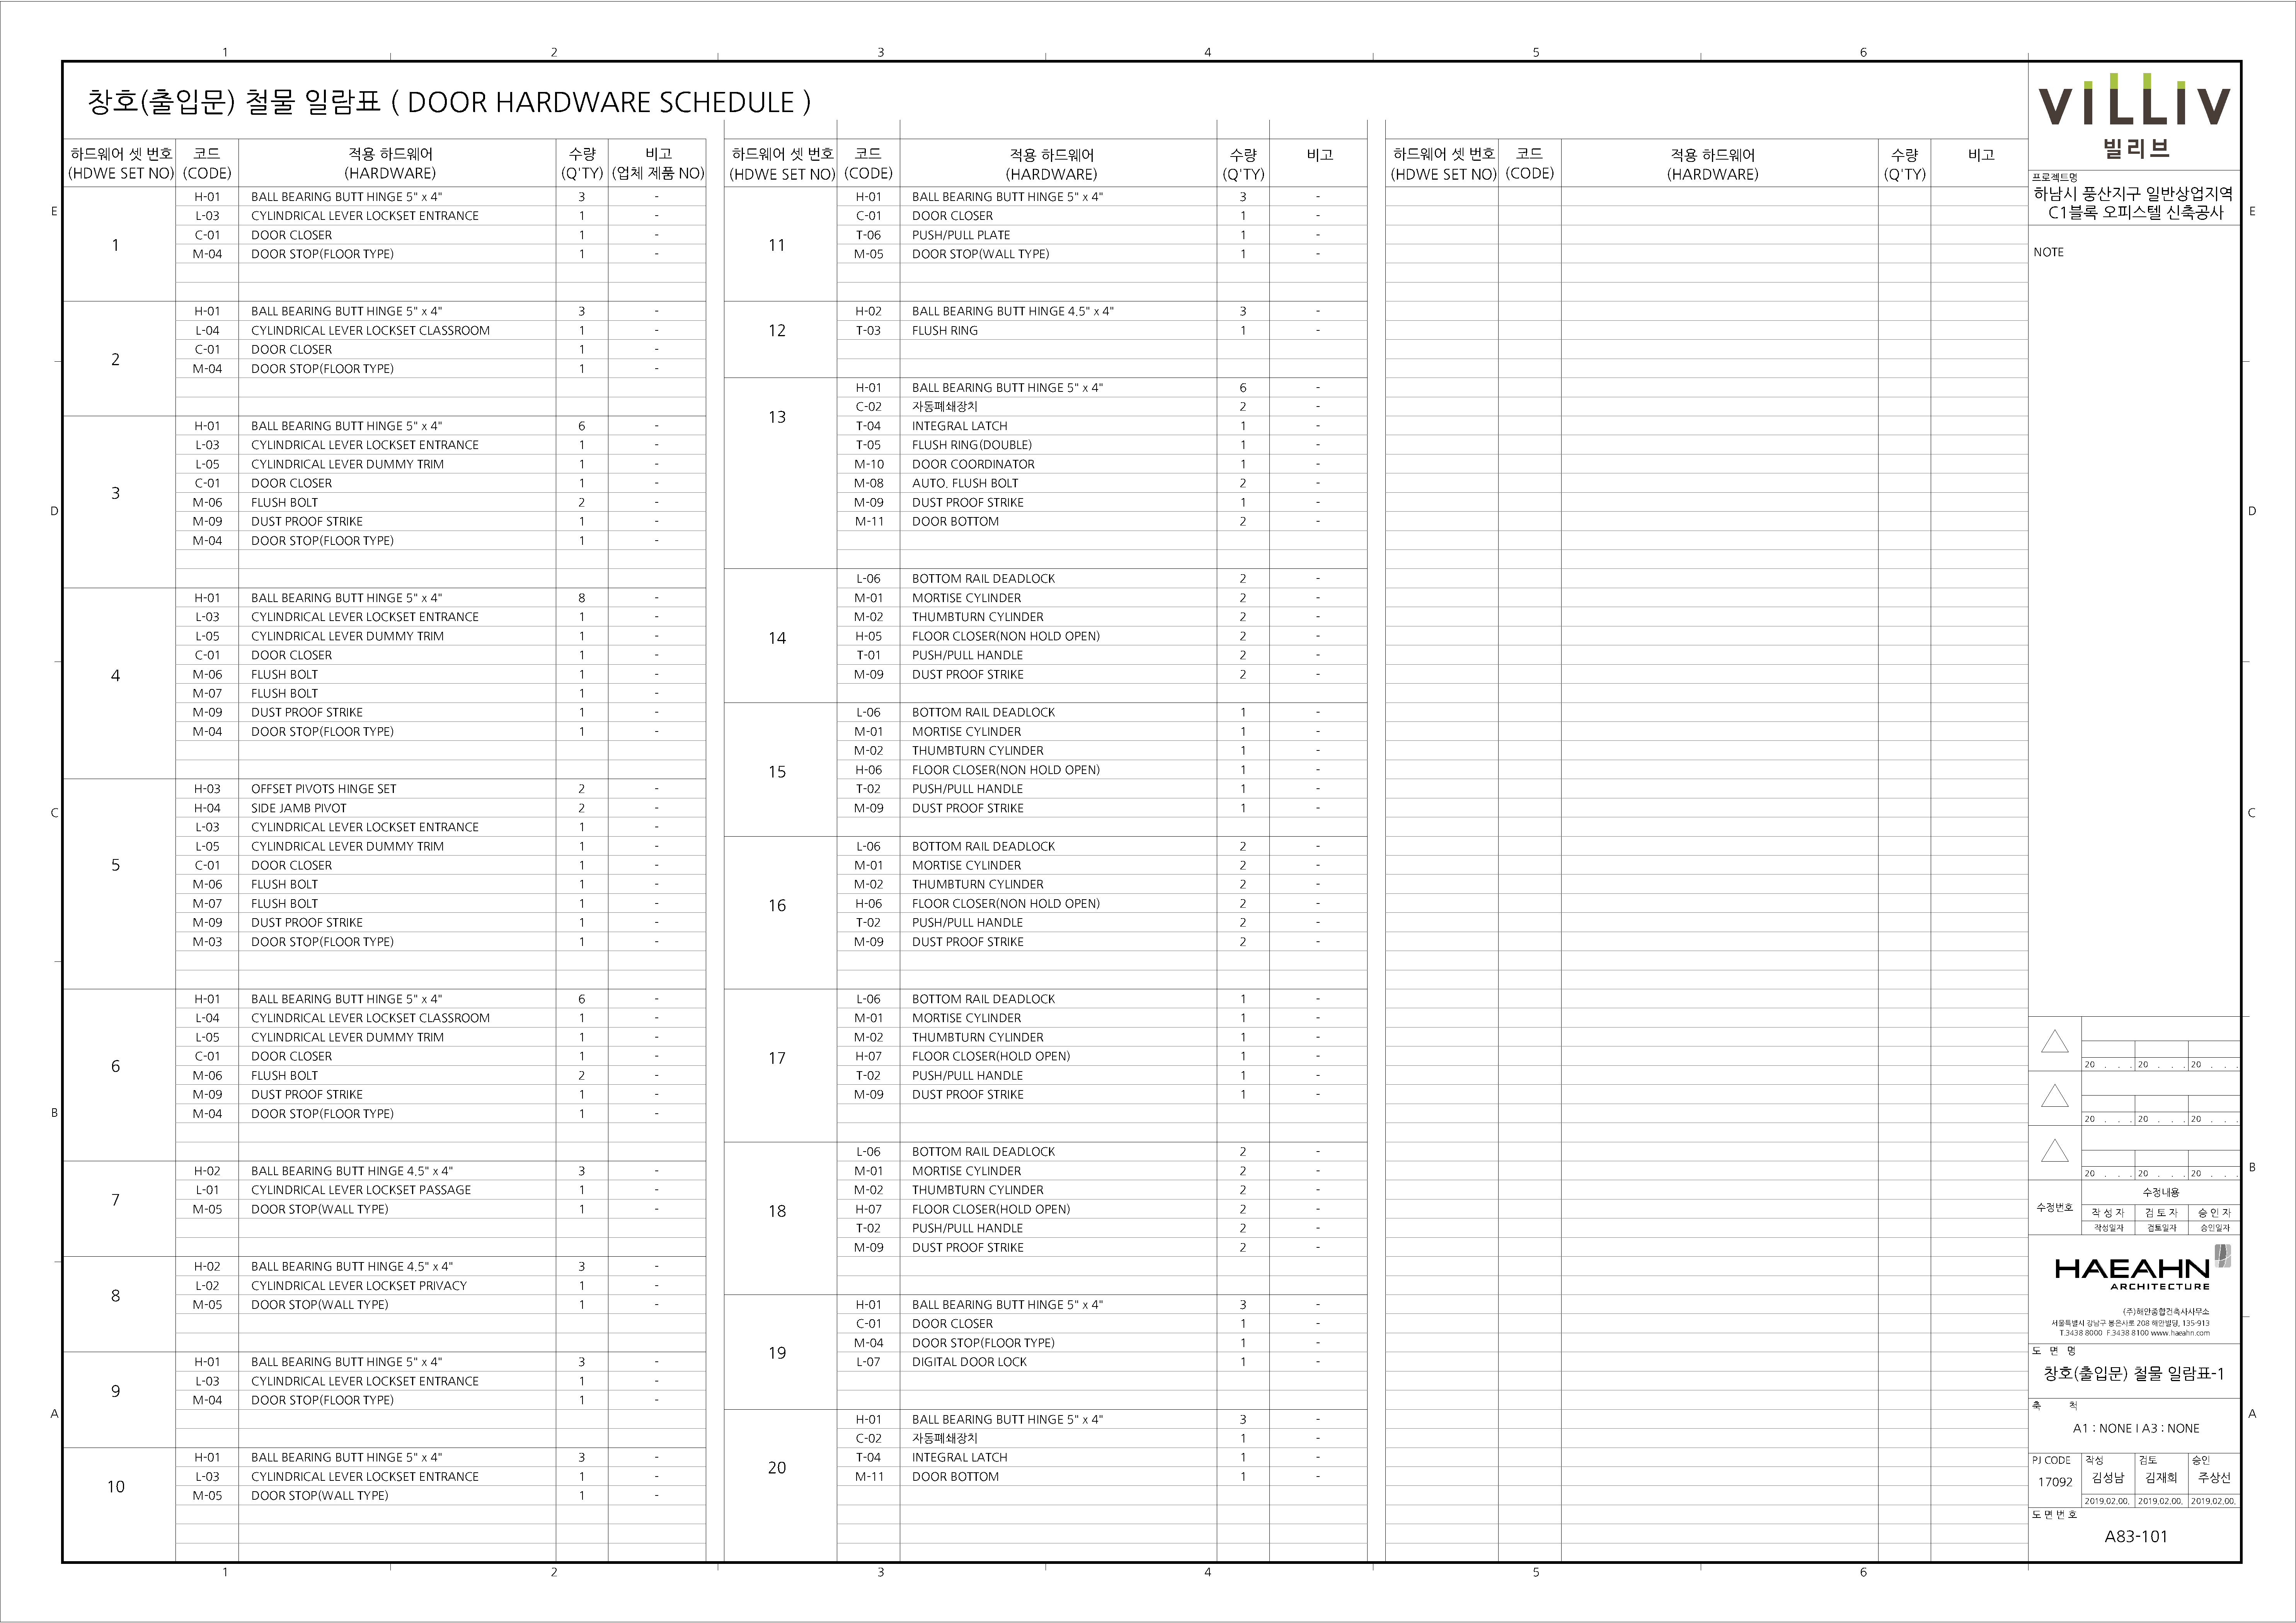 1 2 3 4 5 6
창호(출입문) 철물 일람표 ( DOOR HARDWARE SCHEDULE )
하드웨어 셋 번호 코드 적용 하드웨어 수량 비고
(HDWE SET NO) (CODE) (HARDWARE) (Q'TY) (업체 제품 NO)
1
H-01 BALL BEARING BUTT HINGE 5" x 4" 3 -
L-03 CYLINDRICAL LEVER LOCKSET ENTRANCE 1 -
C-01 DOOR CLOSER 1 -
M-04 DOOR STOP(FLOOR TYPE) 1 -
2
H-01 BALL BEARING BUTT HINGE 5" x 4" 3 -
L-04 CYLINDRICAL LEVER LOCKSET CLASSROOM 1 -
C-01 DOOR CLOSER 1 -
M-04 DOOR STOP(FLOOR TYPE) 1 -
3
H-01 BALL BEARING BUTT HINGE 5" x 4" 6 -
L-03 CYLINDRICAL LEVER LOCKSET ENTRANCE 1 -
L-05 CYLINDRICAL LEVER DUMMY TRIM 1 -
C-01 DOOR CLOSER 1 -
M-06 FLUSH BOLT 2 -
M-09 DUST PROOF STRIKE 1 -
M-04 DOOR STOP(FLOOR TYPE) 1 -
4
H-01 BALL BEARING BUTT HINGE 5" x 4" 8 -
L-03 CYLINDRICAL LEVER LOCKSET ENTRANCE 1 -
L-05 CYLINDRICAL LEVER DUMMY TRIM 1 -
C-01 DOOR CLOSER 1 -
M-06 FLUSH BOLT 1 -
M-07 FLUSH BOLT 1 -
M-09 DUST PROOF STRIKE 1 -
M-04 DOOR STOP(FLOOR TYPE) 1 -
5
H-03 OFFSET PIVOTS HINGE SET 2 -
H-04 SIDE JAMB PIVOT 2 -
L-03 CYLINDRICAL LEVER LOCKSET ENTRANCE 1 -
L-05 CYLINDRICAL LEVER DUMMY TRIM 1 -
C-01 DOOR CLOSER 1 -
M-06 FLUSH BOLT 1 -
M-07 FLUSH BOLT 1 -
M-09 DUST PROOF STRIKE 1 -
M-03 DOOR STOP(FLOOR TYPE) 1 -
6
H-01 BALL BEARING BUTT HINGE 5" x 4" 6 -
L-04 CYLINDRICAL LEVER LOCKSET CLASSROOM 1 -
L-05 CYLINDRICAL LEVER DUMMY TRIM 1 -
C-01 DOOR CLOSER 1 -
M-06 FLUSH BOLT 2 -
M-09 DUST PROOF STRIKE 1 -
M-04 DOOR STOP(FLOOR TYPE) 1 -
7
H-02 BALL BEARING BUTT HINGE 4.5" x 4" 3 -
L-01 CYLINDRICAL LEVER LOCKSET PASSAGE 1 -
M-05 DOOR STOP(WALL TYPE) 1 -
8
H-02 BALL BEARING BUTT HINGE 4.5" x 4" 3 -
L-02 CYLINDRICAL LEVER LOCKSET PRIVACY 1 -
M-05 DOOR STOP(WALL TYPE) 1 -
9
H-01 BALL BEARING BUTT HINGE 5" x 4" 3 -
L-03 CYLINDRICAL LEVER LOCKSET ENTRANCE 1 -
M-04 DOOR STOP(FLOOR TYPE) 1 -
10
H-01 BALL BEARING BUTT HINGE 5" x 4" 3 -
L-03 CYLINDRICAL LEVER LOCKSET ENTRANCE 1 -
M-05 DOOR STOP(WALL TYPE) 1 -
하드웨어 셋 번호 코드 적용 하드웨어 수량 비고
(HDWE SET NO) (CODE) (HARDWARE) (Q'TY)
11
H-01 BALL BEARING BUTT HINGE 5" x 4" 3 -
C-01 DOOR CLOSER 1 -
T-06 PUSH/PULL PLATE 1 -
M-05 DOOR STOP(WALL TYPE) 1 -
12
H-02 BALL BEARING BUTT HINGE 4.5" x 4" 3 -
T-03 FLUSH RING 1 -
13
H-01 BALL BEARING BUTT HINGE 5" x 4" 6 -
C-02 자동폐쇄장치 2 -
T-04 INTEGRAL LATCH 1 -
T-05 FLUSH RING(DOUBLE) 1 -
M-10 DOOR COORDINATOR 1 -
M-08 AUTO. FLUSH BOLT 2 -
M-09 DUST PROOF STRIKE 1 -
M-11 DOOR BOTTOM 2 -
14
L-06 BOTTOM RAIL DEADLOCK 2 -
M-01 MORTISE CYLINDER 2 -
M-02 THUMBTURN CYLINDER 2 -
H-05 FLOOR CLOSER(NON HOLD OPEN) 2 -
T-01 PUSH/PULL HANDLE 2 -
M-09 DUST PROOF STRIKE 2 -
15
L-06 BOTTOM RAIL DEADLOCK 1 -
M-01 MORTISE CYLINDER 1 -
M-02 THUMBTURN CYLINDER 1 -
H-06 FLOOR CLOSER(NON HOLD OPEN) 1 -
T-02 PUSH/PULL HANDLE 1 -
M-09 DUST PROOF STRIKE 1 -
16
L-06 BOTTOM RAIL DEADLOCK 2 -
M-01 MORTISE CYLINDER 2 -
M-02 THUMBTURN CYLINDER 2 -
H-06 FLOOR CLOSER(NON HOLD OPEN) 2 -
T-02 PUSH/PULL HANDLE 2 -
M-09 DUST PROOF STRIKE 2 -
17
L-06 BOTTOM RAIL DEADLOCK 1 -
M-01 MORTISE CYLINDER 1 -
M-02 THUMBTURN CYLINDER 1 -
H-07 FLOOR CLOSER(HOLD OPEN) 1 -
T-02 PUSH/PULL HANDLE 1 -
M-09 DUST PROOF STRIKE 1 -
18
L-06 BOTTOM RAIL DEADLOCK 2 -
M-01 MORTISE CYLINDER 2 -
M-02 THUMBTURN CYLINDER 2 -
H-07 FLOOR CLOSER(HOLD OPEN) 2 -
T-02 PUSH/PULL HANDLE 2 -
M-09 DUST PROOF STRIKE 2 -
19
H-01 BALL BEARING BUTT HINGE 5" x 4" 3 -
C-01 DOOR CLOSER 1 -
M-04 DOOR STOP(FLOOR TYPE) 1 -
L-07 DIGITAL DOOR LOCK 1 -
20
H-01 BALL BEARING BUTT HINGE 5" x 4" 3 -
C-02 자동폐쇄장치 1 -
T-04 INTEGRAL LATCH 1 -
M-11 DOOR BOTTOM 1 -
하드웨어 셋 번호 코드 적용 하드웨어 수량 비고
(HDWE SET NO) (CODE) (HARDWARE) (Q'TY)
E E
D D
C C
B B
A A
VILLIV
빌리브
프로젝트명
하남시 풍산지구 일반상업지역
C1블록 오피스텔 신축공사
NOTE
20 . . . 20 . . . 20 . . .
20 . . . 20 . . . 20 . . .
20 . . . 20 . . . 20 . . .
수정번호 수정내용
작 성 자 검 토 자 승 인 자
작성일자 검토일자 승인일자
HAEAHN
ARCHITECTURE
(주)해안종합건축사사무소
서울특별시 강남구 봉은사로 208 해안빌딩, 135-913
T.3438 8000 F.3438 8100 www.haeahn.com
도 면 명
창호(출입문) 철물 일람표-1
축 척
A1 : NONE I A3 : NONE
PJ CODE 작성 검토 승인
17092 김성남 김재희 주상선
2019.02.00. 2019.02.00. 2019.02.00.
도 면 번 호
A83-101
1 2 3 4 5 6